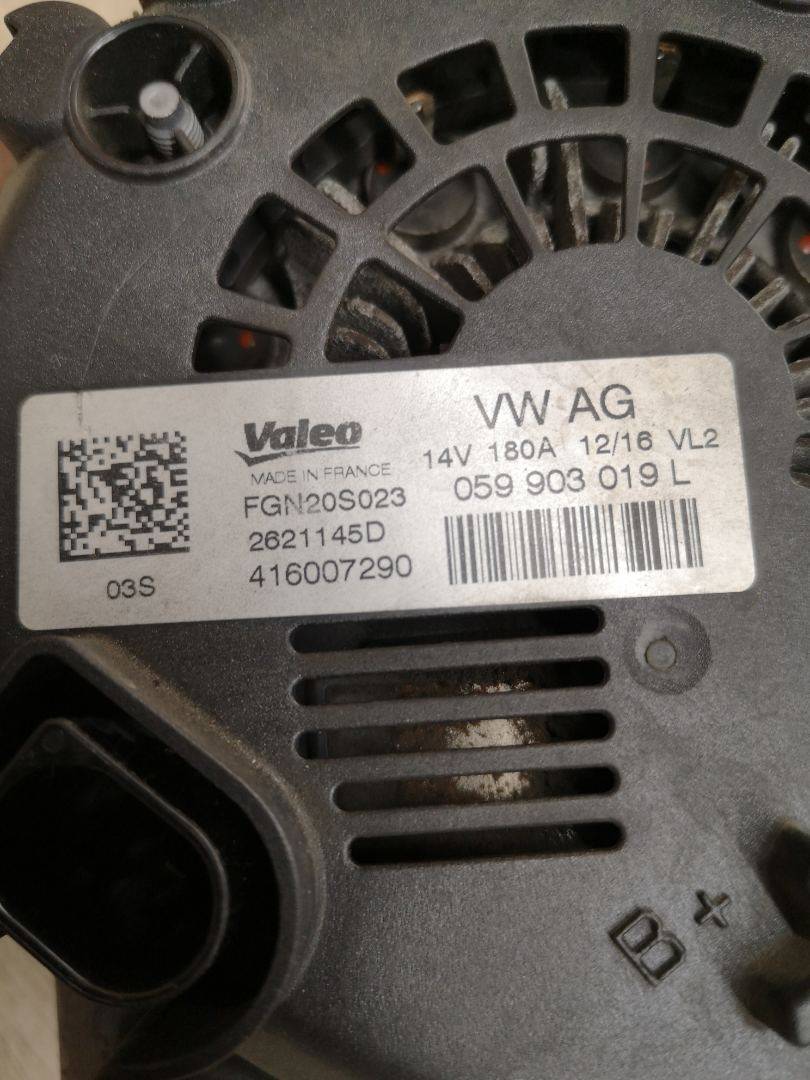 VW AG
Valeo
14V 180A 12/16 VL2
MADE IN FRANCE
059 903 019 L
FGN20S023
2621145D
416007290
03S
B+